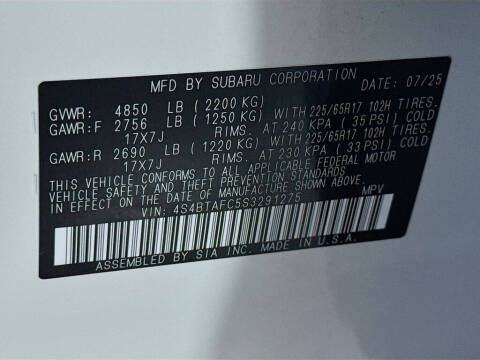 MFD BY SUBARU CORPORATION DATE: 07/25
GVWR: 4850 LB (2200 KG)
GAWR:F 2756 LB (1250 KG) WITH 225/65R17 102H TIRES.
17X7J RIMS. AT 240 KPA (35 PSI) COLD
GAWR:R 2690 LB (1220 KG) WITH 225/65R17 102H TIRES.
17X7J RIMS. AT 230 KPA (33 PSI) COLD
THIS VEHICLE CONFORMS TO ALL APPLICABLE FEDERAL MOTOR
VEHICLE SAFETY AND THEFT PREVENTION STANDARDS IN EFFECT
ON THE DATE OF MANUFACTURE SHOWN ABOVE.
VIN: 4S4BTAFC5S3291275 MPV
ASSEMBLED BY SIA INC. MADE IN U.S.A.